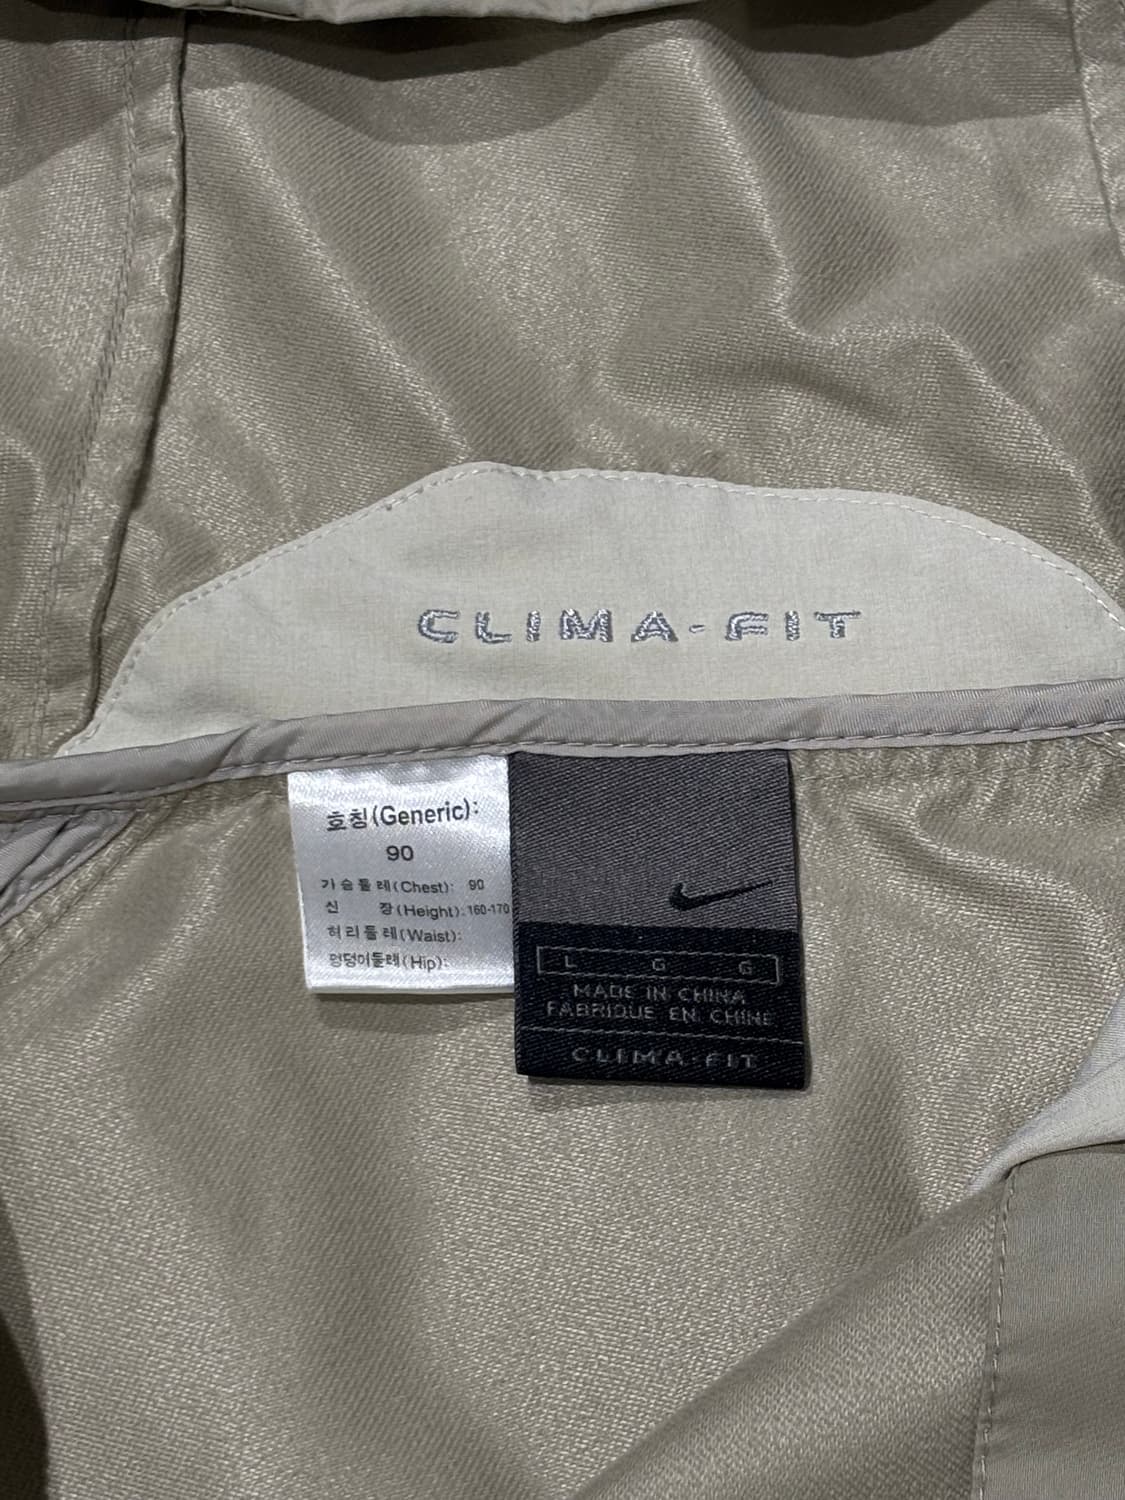 CLIMA-FIT
호칭(Generic):
90
가슴둘레(Chest): 90
신 장(Height):160-170
허리둘레(Waist):
엉덩이둘레(Hip):
L G G
MADE IN CHINA
FABRIQUE EN CHINE
CLIMA-FIT